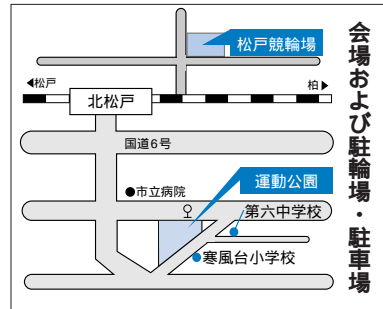 会場および駐輪場・駐車場
松戸競輪場
◀松戸
柏▶
北松戸
国道6号
運動公園
●市立病院
第六中学校
●寒風台小学校